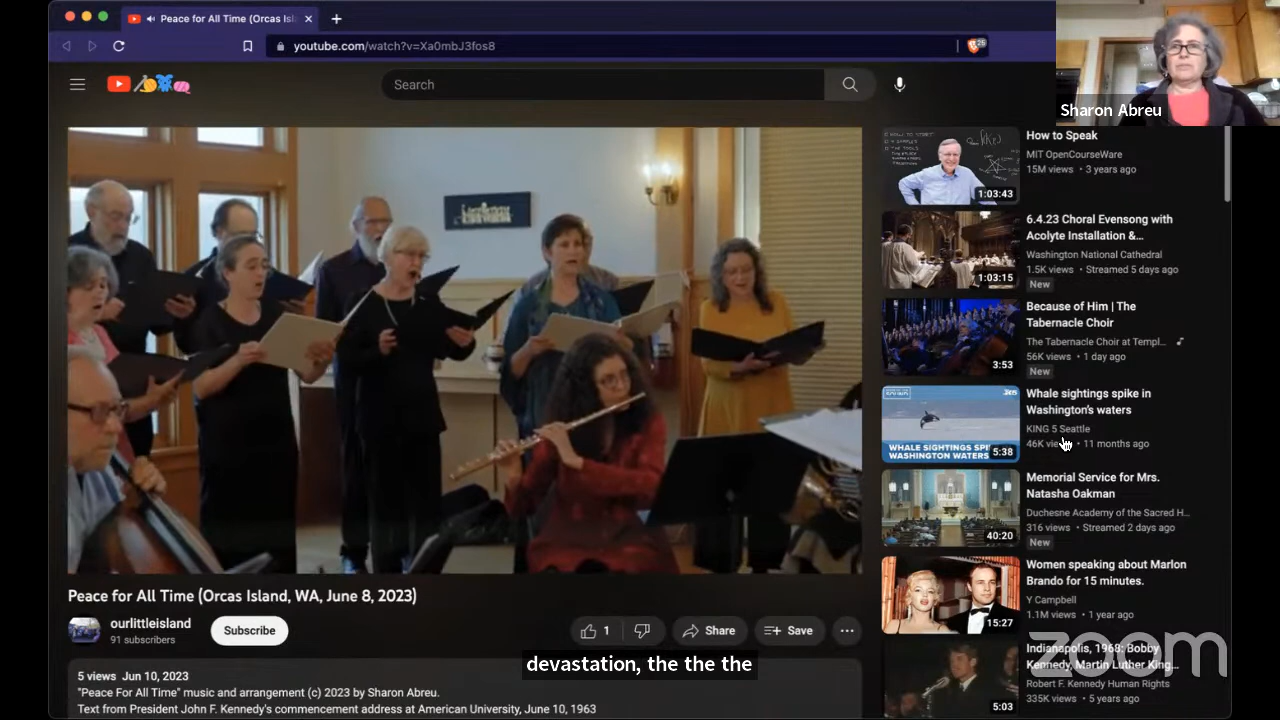 Peace for All Time (Orcas Isl
youtube.com/watch?v=Xa0mbJ3fos8
25
Sharon Abreu
Search
How to Speak
MIT OpenCourseWare
15M views • 3 years ago
1:03:43
6.4.23 Choral Evensong with
Acolyte Installation &...
Washington National Cathedral
1.5K views • Streamed 5 days ago
1:03:15
New
Because of Him | The
Tabernacle Choir
The Tabernacle Choir at Templ...
56K views • 1 day ago
3:53
New
Whale sightings spike in
Washington's waters
KING 5 Seattle
46K • 11 months ago
WHALE SIGHTINGS
WASHINGTON WATERS
5:38
Memorial Service for Mrs.
Natasha Oakman
Duchesne Academy of the Sacred H...
316 views • Streamed 2 days ago
40:20
New
Women speaking about Marlon
Brando for 15 minutes.
Y Campbell
1.1M views • 1 year ago
15:27
Indianapolis, 1968: Bobby
Kennedy, Martin Luther King...
Robert F. Kennedy Human Rights
335K views • 5 years ago
5:03
zoom
Peace for All Time (Orcas Island, WA, June 8, 2023)
ourlittleisland
91 subscribers
Subscribe
1
Share
Save
devastation, the the the
5 views Jun 10, 2023
"Peace For All Time" music and arrangement (c) 2023 by Sharon Abreu.
Text from President John F. Kennedy's commencement address at American University, June 10, 1963